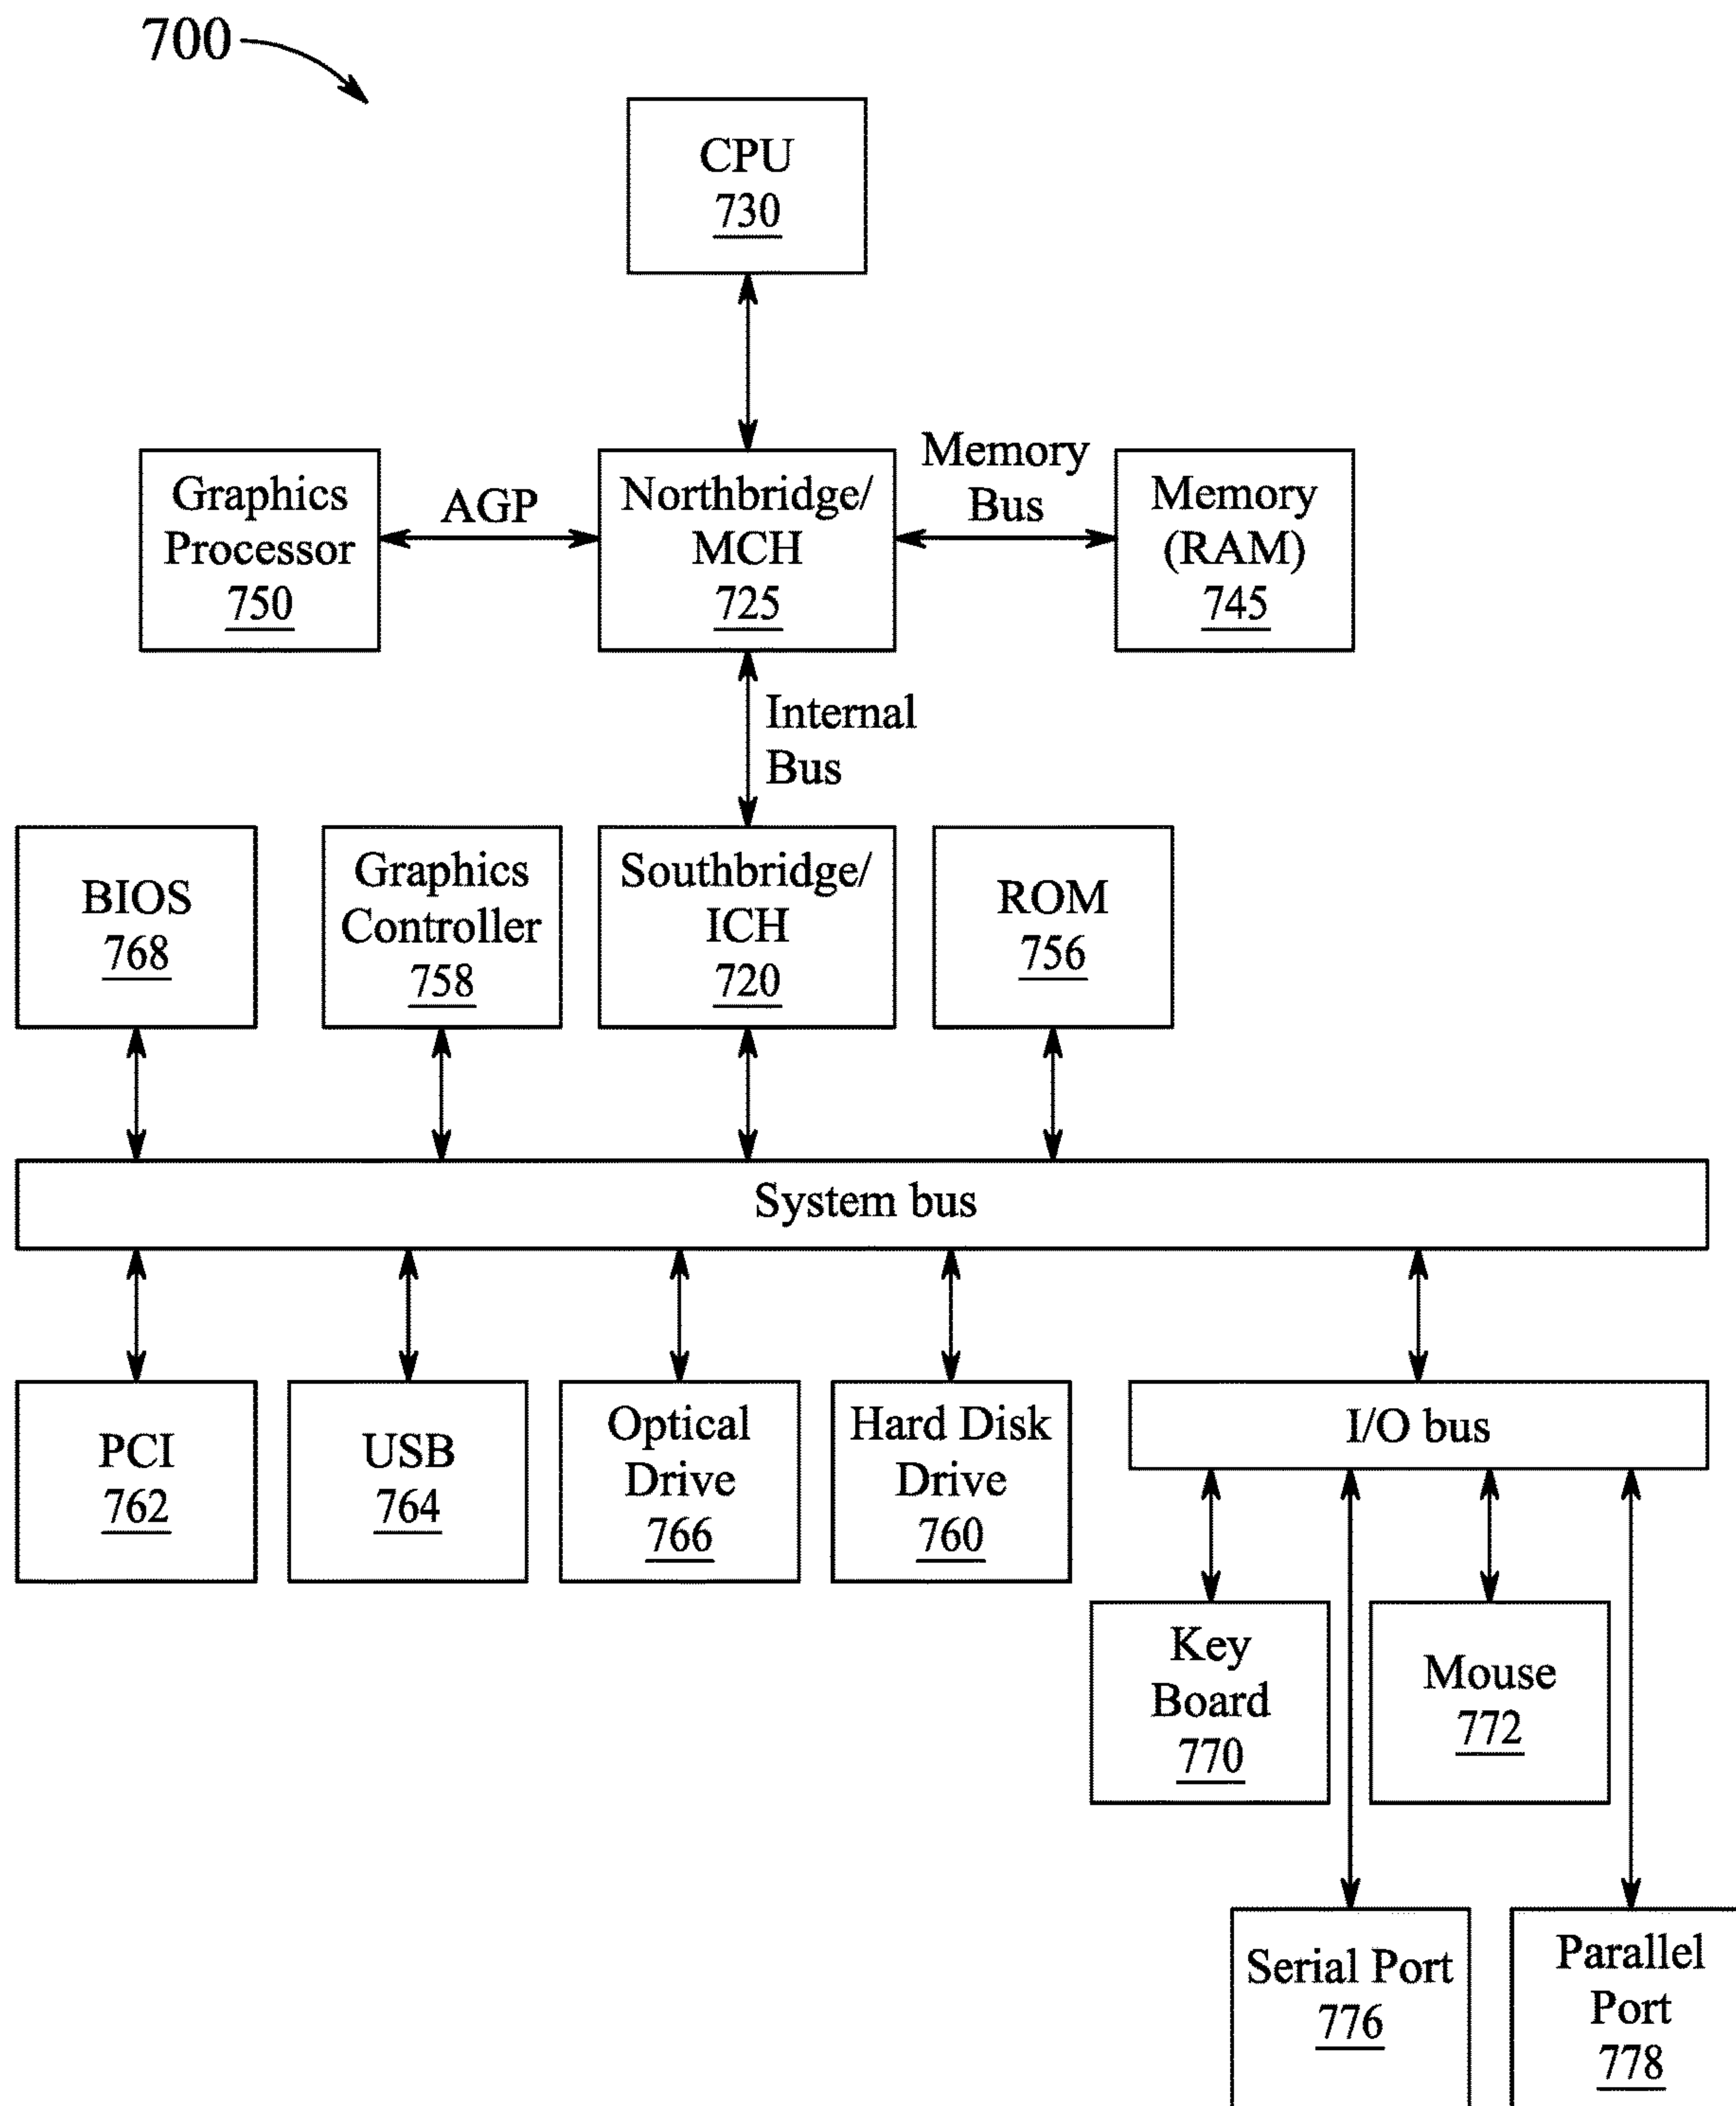 700
CPU
730
Graphics
Processor
750
AGP
Northbridge/
MCH
725
Memory
Bus
Memory
(RAM)
745
Internal
Bus
BIOS
768
Graphics
Controller
758
Southbridge/
ICH
720
ROM
756
System bus
PCI
762
USB
764
Optical
Drive
766
Hard Disk
Drive
760
I/O bus
Key
Board
770
Mouse
772
Serial Port
776
Parallel
Port
778